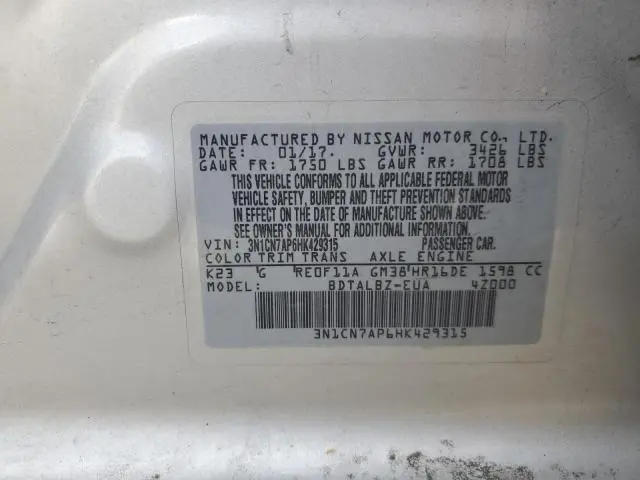 MANUFACTURED BY NISSAN MOTOR CO., LTD.
DATE: 01/17. GVWR: 3426 LBS
GAWR FR: 1750 LBS GAWR RR: 1708 LBS
THIS VEHICLE CONFORMS TO ALL APPLICABLE FEDERAL MOTOR
VEHICLE SAFETY, BUMPER AND THEFT PREVENTION STANDARDS
IN EFFECT ON THE DATE OF MANUFACTURE SHOWN ABOVE.
SEE OWNER'S MANUAL FOR ADDITIONAL INFORMATION.
VIN: 3N1CN7AP6HK429315 PASSENGER CAR.
COLOR TRIM TRANS AXLE ENGINE
K23 'G 'RE0F11A GM38'HR16DE 1598 CC
MODEL: BDTALBZ-EUA 4Z000
3N1CN7AP6HK429315